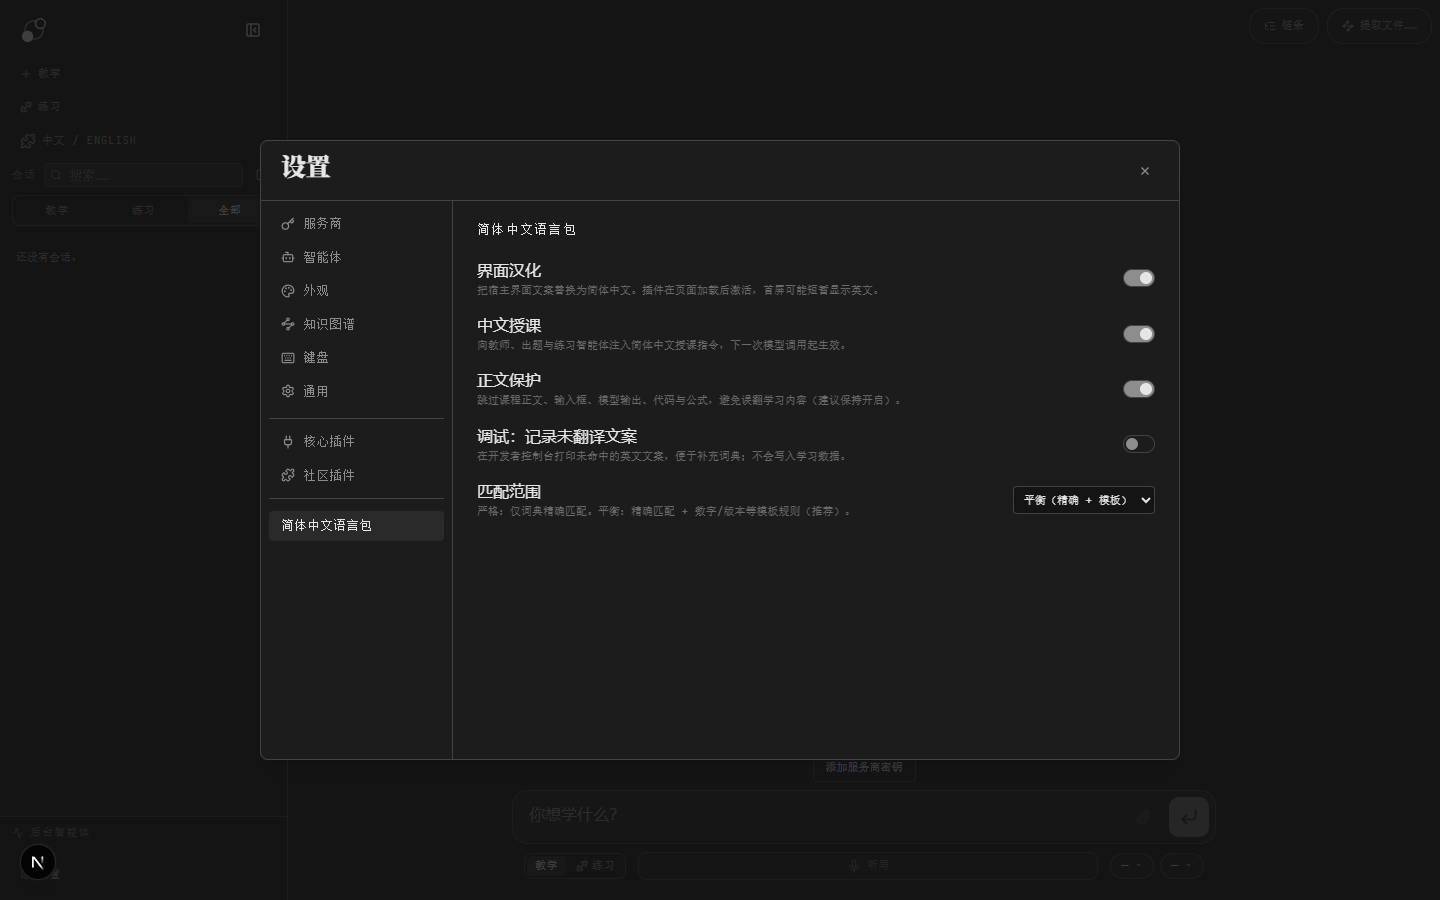 教学
练习
中文 / ENGLISH
会话
搜索……
教学
练习
全部
还没有会话。
后台智能体
链条
提取文件……
设置
服务商
智能体
外观
知识图谱
键盘
通用
核心插件
社区插件
简体中文语言包
简体中文语言包
界面汉化
把宿主界面文案替换为简体中文。插件在页面加载后激活，首屏可能短暂显示英文。
中文授课
向教师、出题与练习智能体注入简体中文授课指令，下一次模型调用起生效。
正文保护
跳过课程正文、输入框、模型输出、代码与公式，避免误翻学习内容（建议保持开启）。
调试：记录未翻译文案
在开发者控制台打印未命中的英文文案，便于补充词典；不会写入学习数据。
匹配范围
严格：仅词典精确匹配。平衡：精确匹配 + 数字/版本等模板规则（推荐）。
平衡（精确 + 模板）
添加服务商密钥
你想学什么？
教学
练习
听写
N